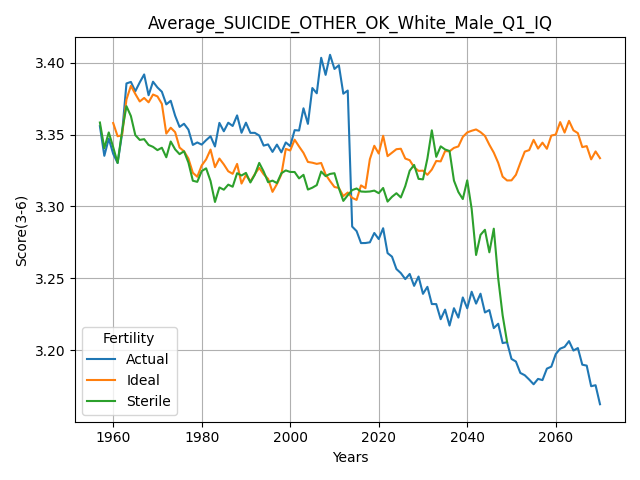 Average_SUICIDE_OTHER_OK_White_Male_Q1_IQ
Score(3-6)
3.40
3.35
3.30
3.25
3.20
Fertility
Actual
Ideal
Sterile
1960 1980 2000 2020 2040 2060
Years